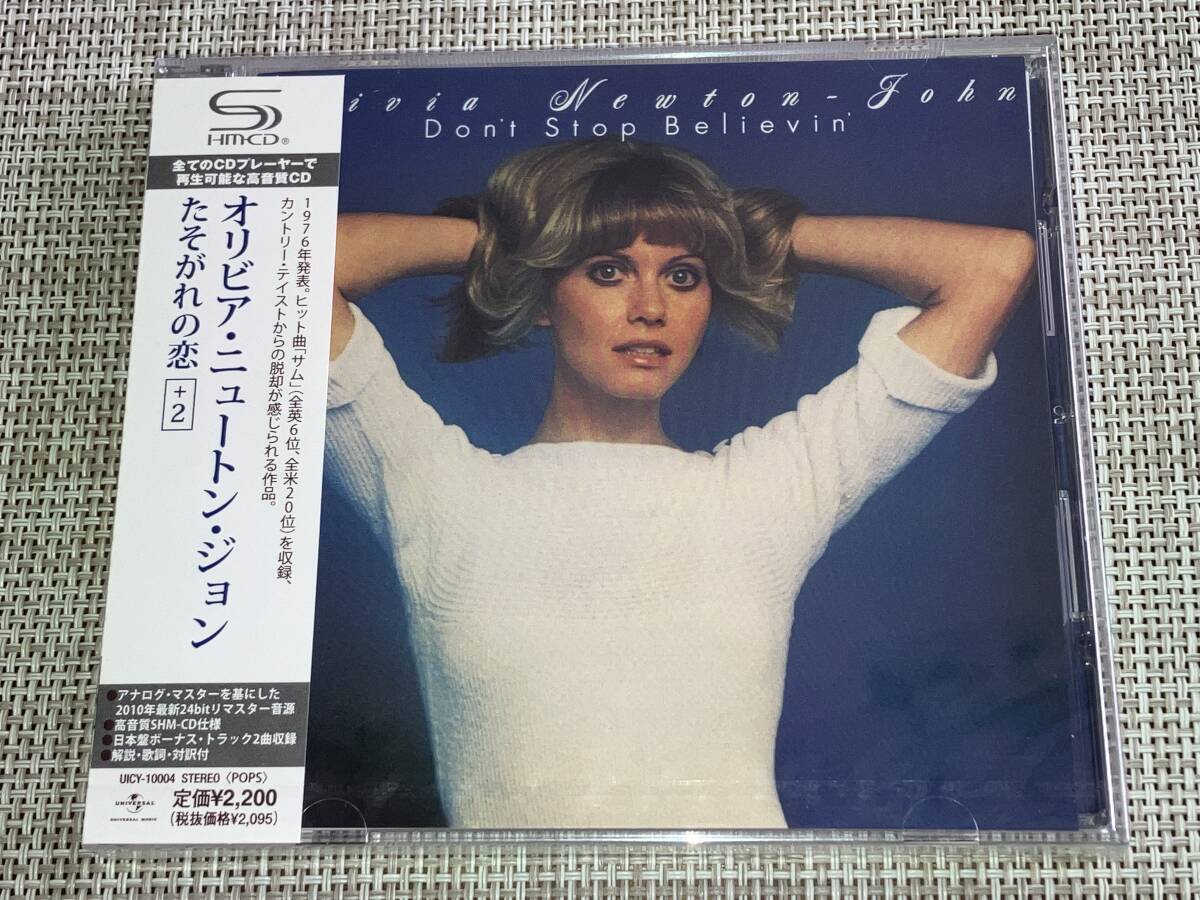 ivia Newton-John
Don't Stop Believin'
SHM-CD®
全てのCDプレーヤーで
再生可能な高音質CD
オリビア・ニュートン・ジョン
たそがれの恋 +2
1976年発表。ヒット曲「サム」(全英6位、全米20位)を収録、
カントリー・テイストからの脱却が感じられる作品。
●アナログ・マスターを基にした
2010年最新24bitリマスター音源
●高音質SHM-CD仕様
●日本盤ボーナス・トラック2曲収録
●解説・歌詞・対訳付
UICY-10004 STEREO 〈POPS〉
UNIVERSAL
UNIVERSAL MUSIC
定価¥2,200
(税抜価格¥2,095)